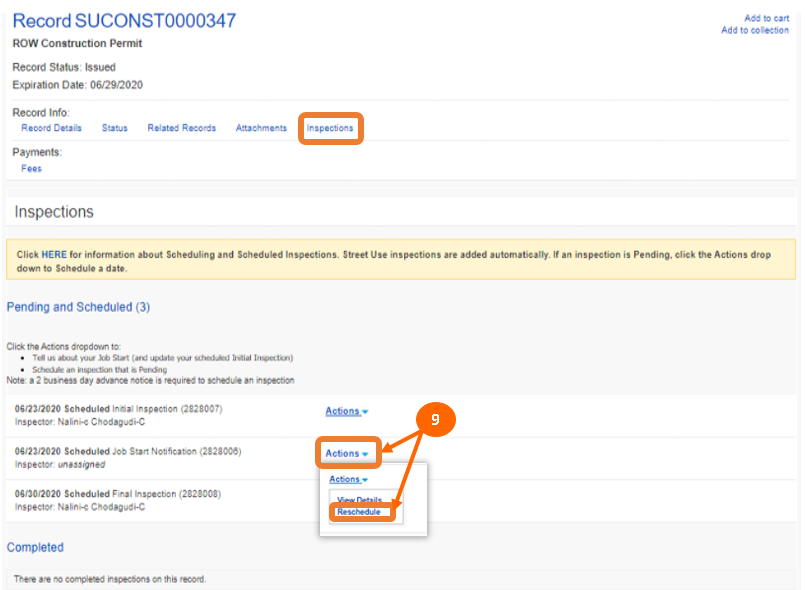 Record SUCONST0000347
Add to cart
Add to collection
ROW Construction Permit
Record Status: Issued
Expiration Date: 06/29/2020
Record Info:
Record Details Status Related Records Attachments Inspections
Payments:
Fees
Inspections
Click HERE for information about Scheduling and Scheduled Inspections. Street Use inspections are added automatically. If an inspection is Pending, click the Actions drop
down to Schedule a date.
Pending and Scheduled (3)
Click the Actions dropdown to:
• Tell us about your Job Start (and update your scheduled Initial Inspection)
• Schedule an inspection that is Pending
Note: a 2 business day advance notice is required to schedule an inspection
06/23/2020 Scheduled Initial Inspection (2828007) Actions
Inspector: Nalini-c Chodagudi-C
9
06/23/2020 Scheduled Job Start Notification (2828006) Actions
Inspector: unassigned
Actions
View Details
Reschedule
06/30/2020 Scheduled Final Inspection (2828008)
Inspector: Nalini-c Chodagudi-C
Completed
There are no completed inspections on this record.